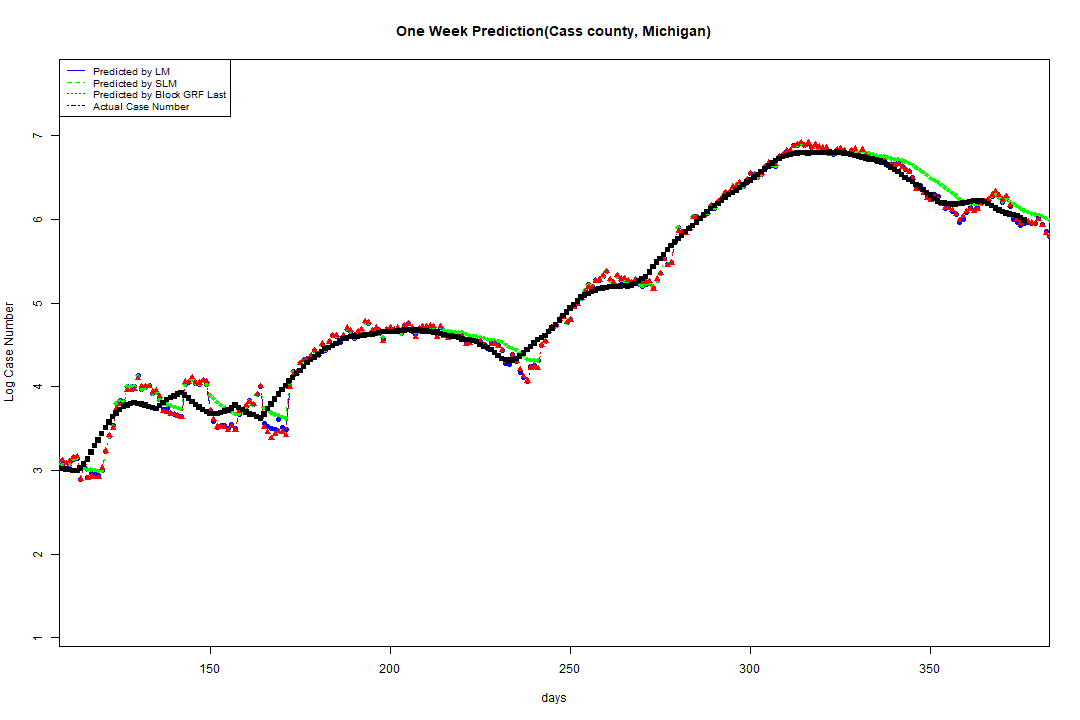 One Week Prediction(Cass county, Michigan)
Predicted by LM
Predicted by SLM
Predicted by Block GRF Last
Actual Case Number
7
6
5
4
3
2
1
Log Case Number
150 200 250 300 350
days